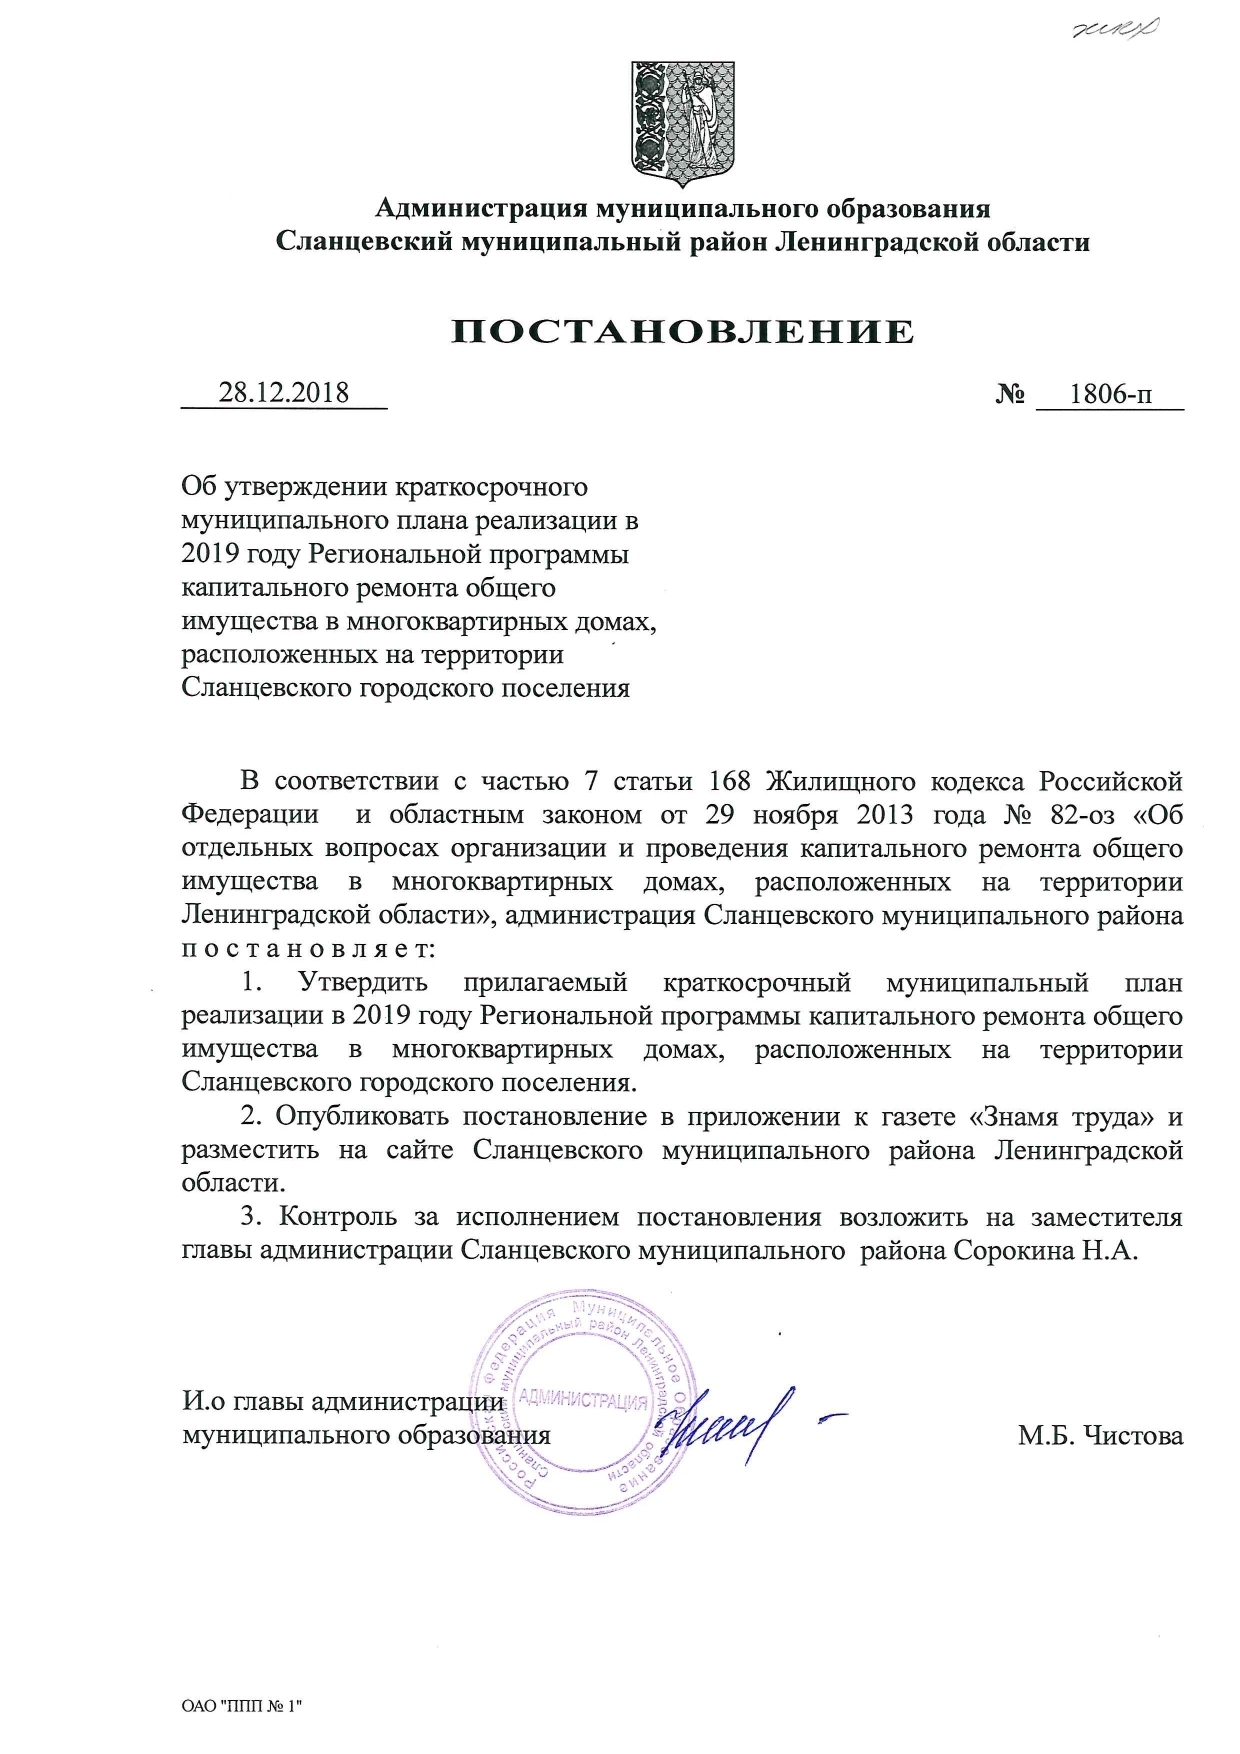 Администрация муниципального образования
Сланцевский муниципальный район Ленинградской области
ПОСТАНОВЛЕНИЕ
28.12.2018 № 1806-п
Об утверждении краткосрочного
муниципального плана реализации в
2019 году Региональной программы
капитального ремонта общего
имущества в многоквартирных домах,
расположенных на территории
Сланцевского городского поселения
В соответствии с частью 7 статьи 168 Жилищного кодекса Российской
Федерации и областным законом от 29 ноября 2013 года № 82-оз «Об
отдельных вопросах организации и проведения капитального ремонта общего
имущества в многоквартирных домах, расположенных на территории
Ленинградской области», администрация Сланцевского муниципального района
п о с т а н о в л я е т:
1. Утвердить прилагаемый краткосрочный муниципальный план
реализации в 2019 году Региональной программы капитального ремонта общего
имущества в многоквартирных домах, расположенных на территории
Сланцевского городского поселения.
2. Опубликовать постановление в приложении к газете «Знамя труда» и
разместить на сайте Сланцевского муниципального района Ленинградской
области.
3. Контроль за исполнением постановления возложить на заместителя
главы администрации Сланцевского муниципального района Сорокина Н.А.
Российская Федерация Муниципальное Образование
Сланцевский муниципальный район Ленинградской области
АДМИНИСТРАЦИЯ
И.о главы администрации
муниципального образования М.Б. Чистова
ОАО "ППП № 1"